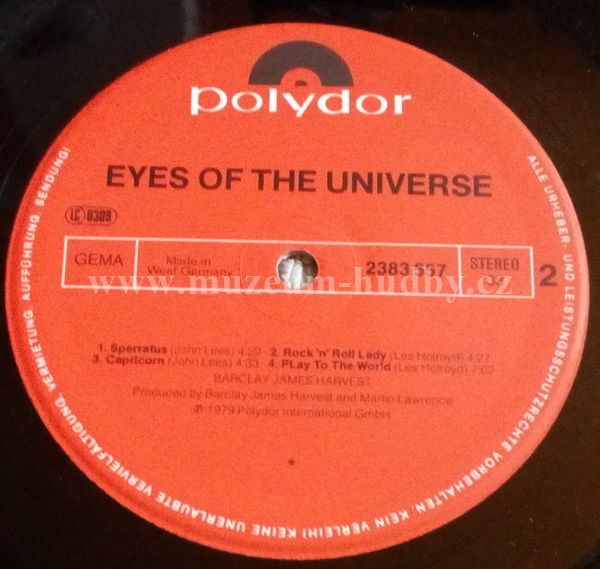 polydor
EYES OF THE UNIVERSE
LC 0309
GEMA
Made in
West Germany
2383 557
STEREO
2
www.muzeum-hudby.cz
1. Sperratus (John Lees) 4:59 · 2. Rock 'n' Roll Lady (Les Holroyd) 4:27
3. Capricorn (John Lees) 4:33 · 4. PLay To The World (Les Holroyd) 7:02
BARCLAY JAMES HARVEST
Produced by Barclay James Harvest and Martin Lawrence
℗ 1979 Polydor International GmbH
*
ALLE URHEBER- UND LEISTUNGSSCHUTZRECHTE VORBEHALTEN. KEIN VERLEIH! KEINE UNERLAUBTE VERVIELFÄLTIGUNG, VERMIETUNG, AUFFÜHRUNG, SENDUNG!